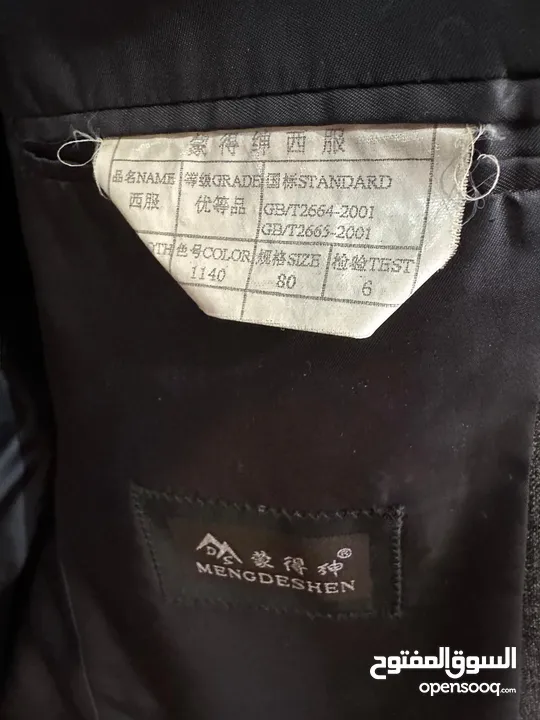 蒙得绅西服
品名NAME 等级GRADE 国标STANDARD
西服 优等品 GB/T2664-2001
GB/T2665-2001
OTH 色号COLOR 规格SIZE 检验TEST
1140 80 6
DMS 蒙得绅®
MENGDESHEN
السوق المفتوح
opensooq.com